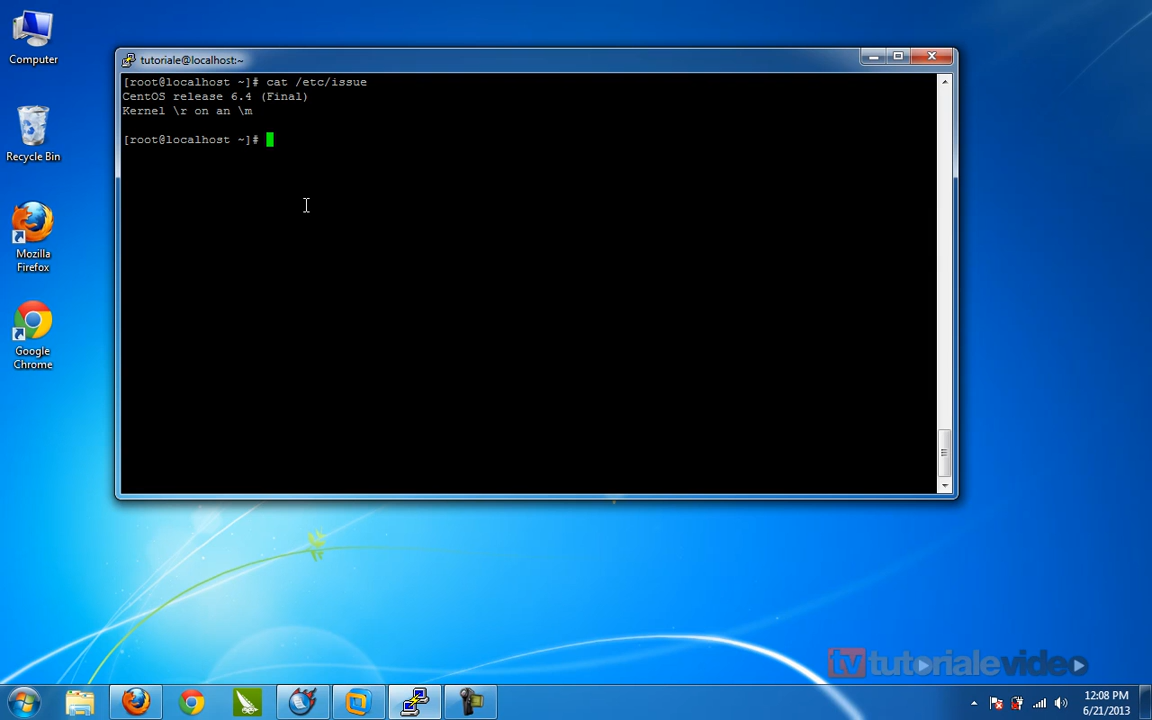 Computer
Recycle Bin
Mozilla
Firefox
Google
Chrome
tutoriale@localhost:~
[root@localhost ~]# cat /etc/issue
CentOS release 6.4 (Final)
Kernel \r on an \m
[root@localhost ~]#
tv tutorialevideo
12:08 PM
6/21/2013